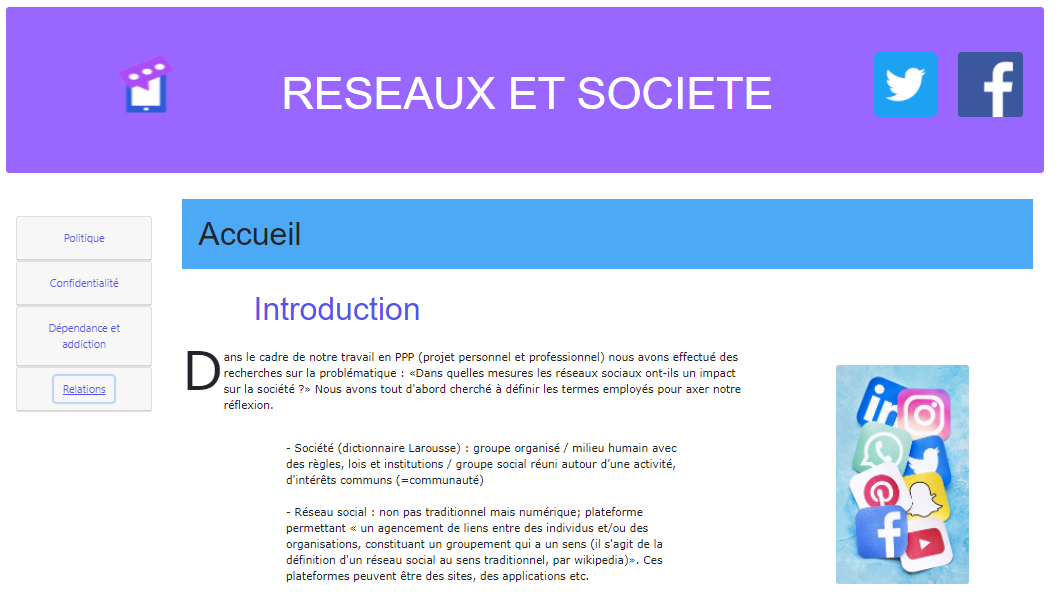 RESEAUX ET SOCIETE
Politique
Confidentialité
Dépendance et
addiction
Relations
Accueil
Introduction
Dans le cadre de notre travail en PPP (projet personnel et professionnel) nous avons effectué des
recherches sur la problématique : «Dans quelles mesures les réseaux sociaux ont-ils un impact
sur la société ?» Nous avons tout d'abord cherché à définir les termes employés pour axer notre
réflexion.
- Société (dictionnaire Larousse) : groupe organisé / milieu humain avec
des règles, lois et institutions / groupe social réuni autour d’une activité,
d'intérêts communs (=communauté)
- Réseau social : non pas traditionnel mais numérique; plateforme
permettant « un agencement de liens entre des individus et/ou des
organisations, constituant un groupement qui a un sens (il s'agit de la
définition d'un réseau social au sens traditionnel, par wikipedia)». Ces
plateformes peuvent être des sites, des applications etc.